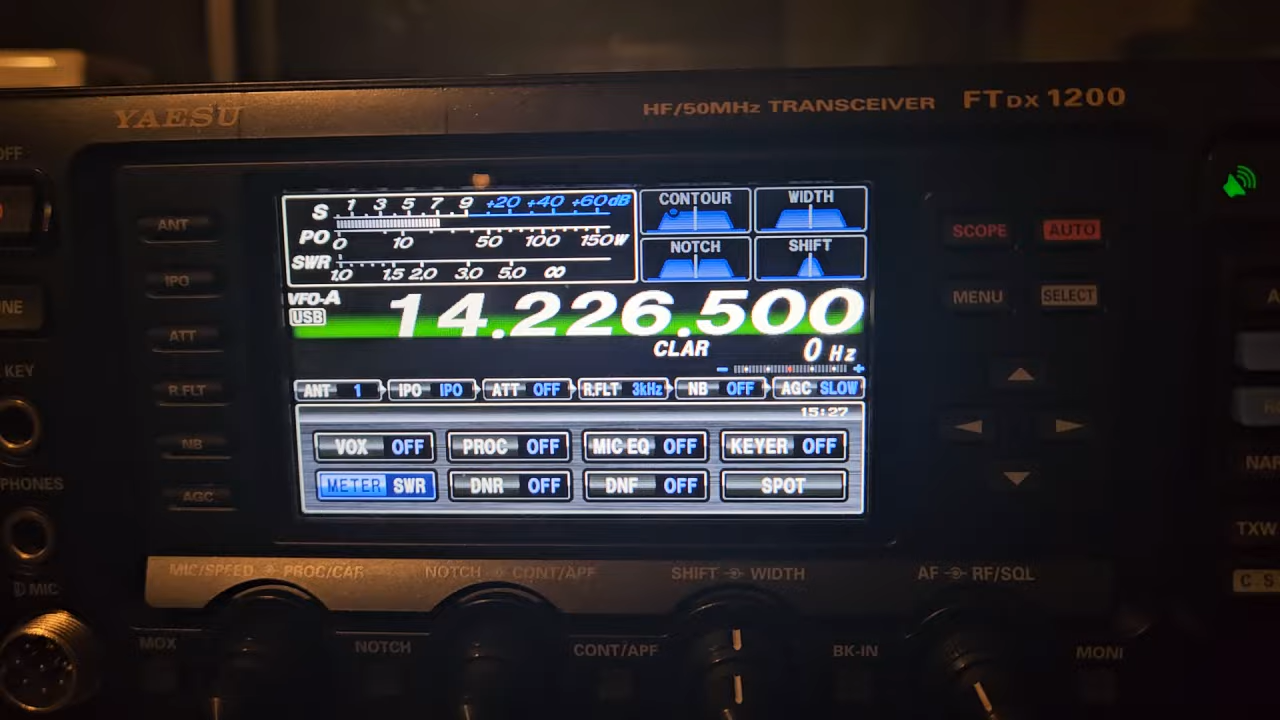 YAESU
HF/50MHz TRANSCEIVER FT DX 1200
OFF
S 1 3 5 7 9 +20 +40 +60dB
PO 0 10 50 100 150W
SWR 1.0 1.5 2.0 3.0 5.0 ∞
CONTOUR WIDTH
NOTCH SHIFT
ANT
IPO
ATT
R.FLT
NB
AGC
VFO-A
USB
14.226.500
CLAR 0 Hz
- +
ANT 1 IPO IPO ATT OFF R.FLT 3kHz NB OFF AGC SLOW
15:27
VOX OFF PROC OFF MIC EQ OFF KEYER OFF
METER SWR DNR OFF DNF OFF SPOT
SCOPE AUTO
MENU SELECT
KEY
PHONES
MIC
MIC/SPEED PROC/CAR NOTCH CONT/APF SHIFT WIDTH AF RF/SQL
MOX NOTCH CONT/APF BK-IN MONI
TXW